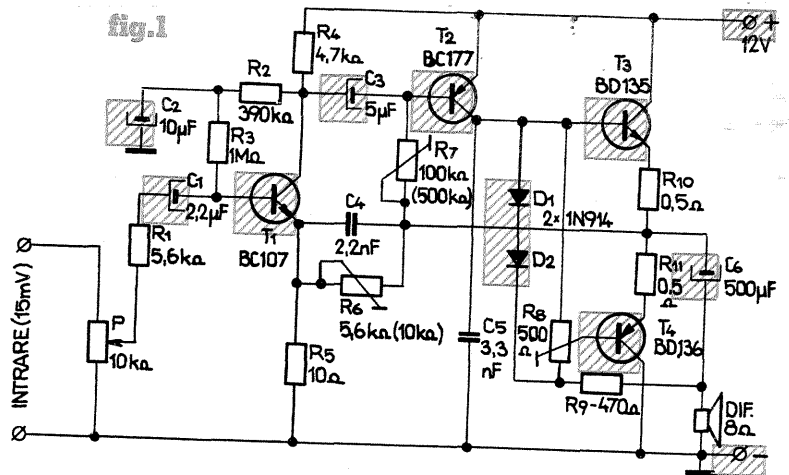 fig.1
R4
4,7kΩ
T2
BC177
+
12V
T3
BD135
R2
390kΩ
C3
5µF
C2
10µF
R3
1MΩ
R7
100kΩ
(500kΩ)
R10
0,5Ω
C1
2,2µF
C4
2,2nF
D1
2×1N914
D2
R1
5,6kΩ
T1
BC107
R11
0,5
Ω
C6
500µF
R6
5,6kΩ(10kΩ)
C5
3,3
nF
R8
500
Ω
T4
BD136
INTRARE(15mV)
P
10kΩ
R5
10Ω
R9-470Ω
DIF.
8Ω
−